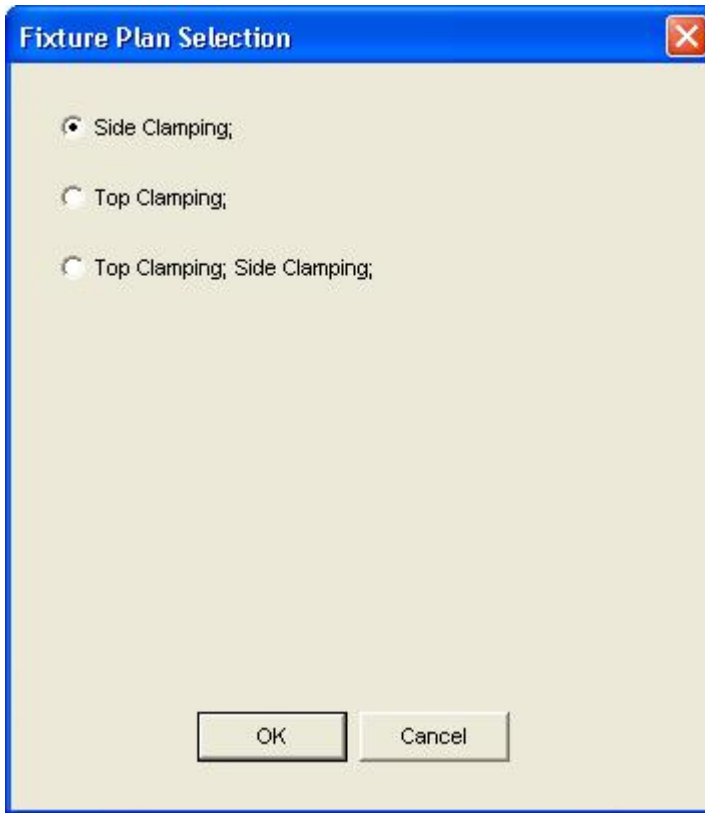 Fixture Plan Selection
Side Clamping;
Top Clamping;
Top Clamping; Side Clamping;
OK
Cancel